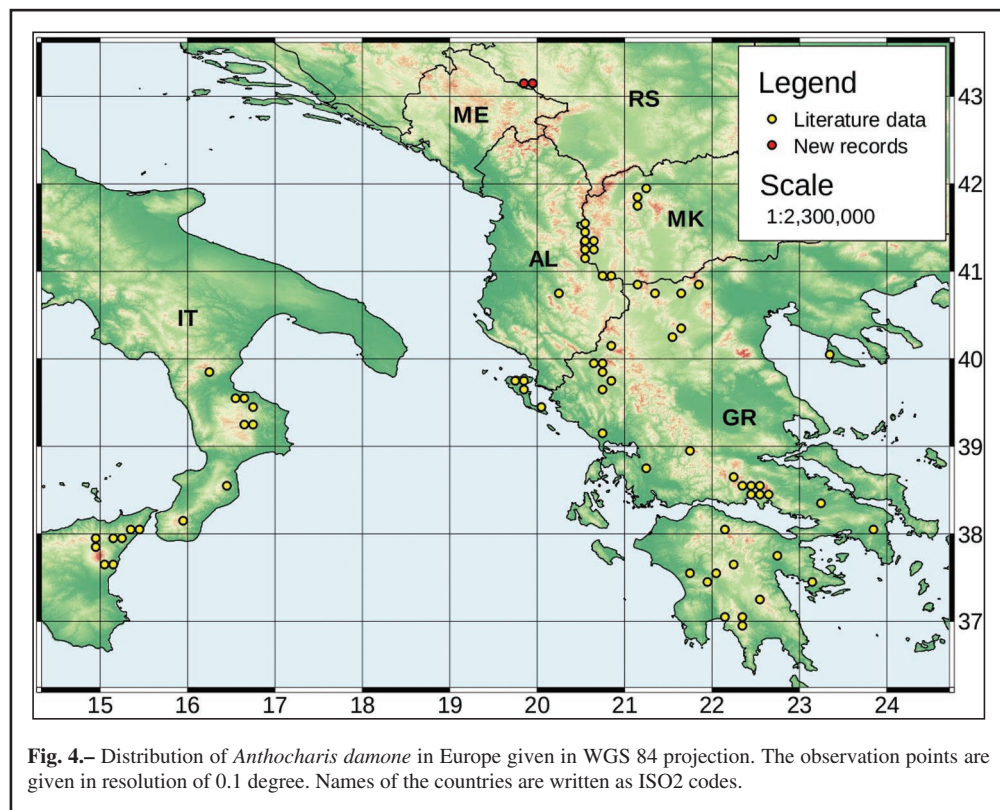 Legend
Literature data
New records
Scale
1:2,300,000
RS
ME
MK
AL
IT
GR
43
42
41
40
39
38
37
15 16 17 18 19 20 21 22 23 24
Fig. 4.– Distribution of Anthocharis damone in Europe given in WGS 84 projection. The observation points are
given in resolution of 0.1 degree. Names of the countries are written as ISO2 codes.